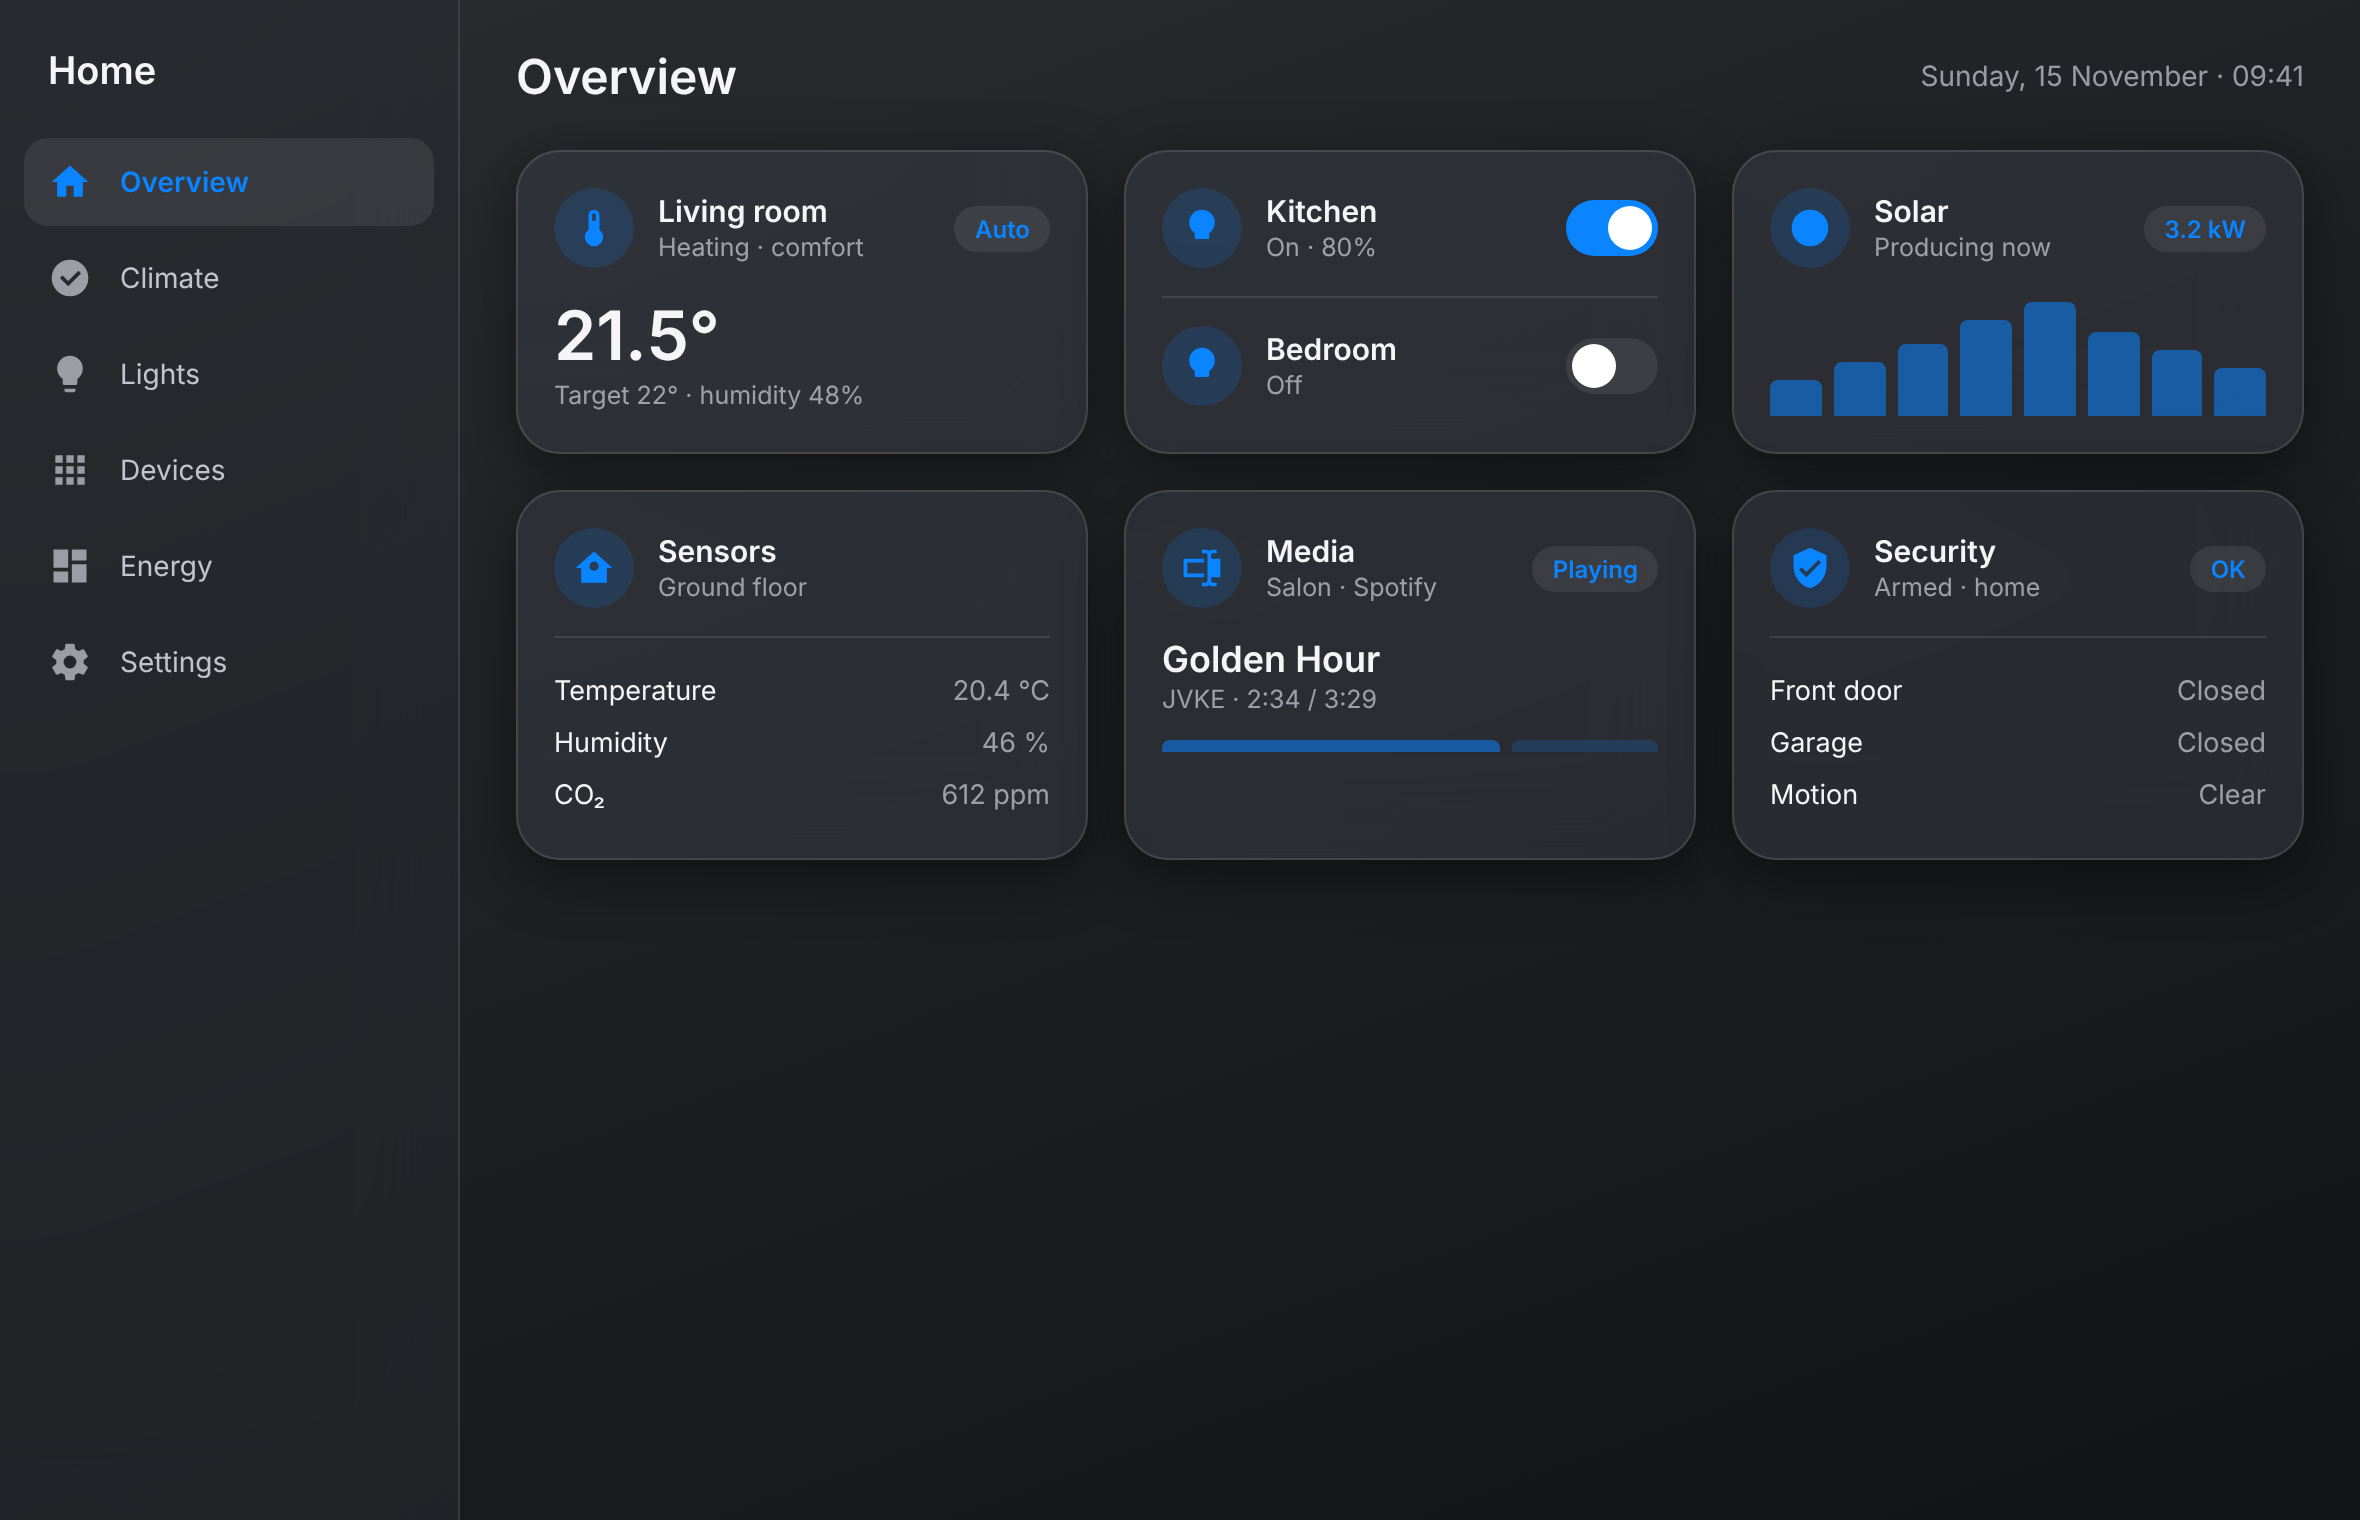 Home
Overview
Climate
Lights
Devices
Energy
Settings
Overview
Sunday, 15 November · 09:41
Living room
Heating · comfort
Auto
21.5°
Target 22° · humidity 48%
Kitchen
On · 80%
Bedroom
Off
Solar
Producing now
3.2 kW
Sensors
Ground floor
Temperature 20.4 °C
Humidity 46 %
CO₂ 612 ppm
Media
Salon · Spotify
Playing
Golden Hour
JVKE · 2:34 / 3:29
Security
Armed · home
OK
Front door Closed
Garage Closed
Motion Clear